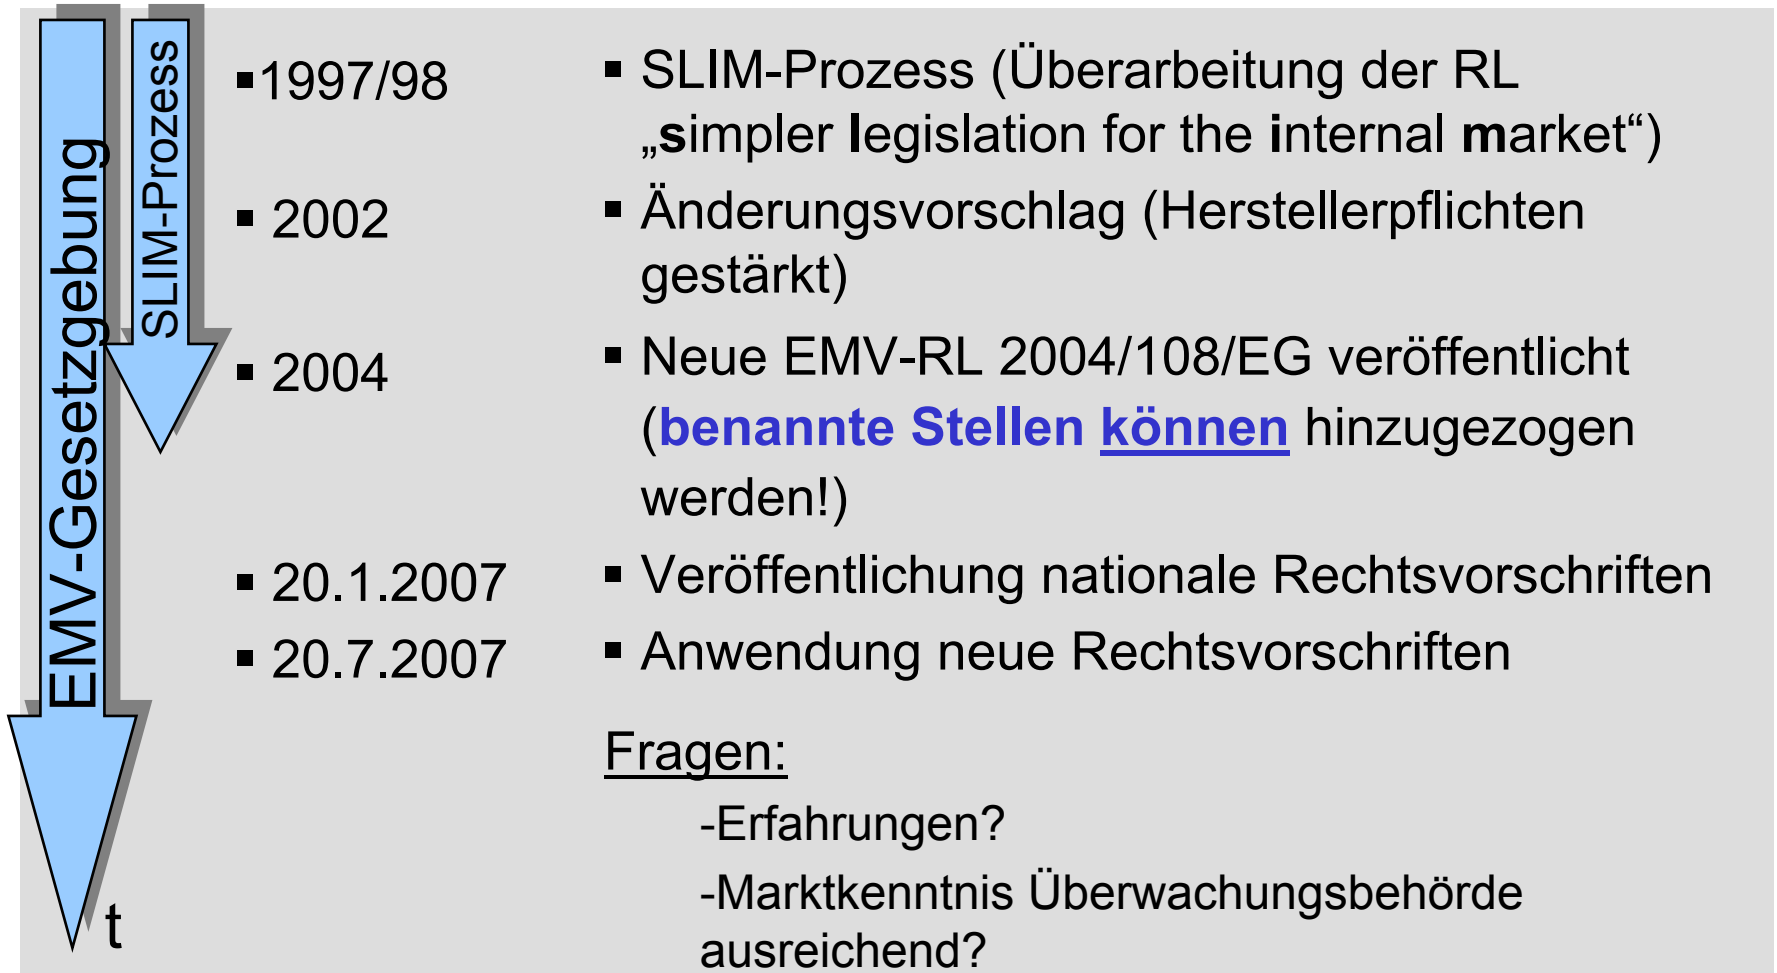 EMV-Gesetzgebung
SLIM-Prozess
▪1997/98
▪ SLIM-Prozess (Überarbeitung der RL
„simpler legislation for the internal market“)
▪ 2002
▪ Änderungsvorschlag (Herstellerpflichten
gestärkt)
▪ 2004
▪ Neue EMV-RL 2004/108/EG veröffentlicht
(benannte Stellen können hinzugezogen
werden!)
▪ 20.1.2007
▪ Veröffentlichung nationale Rechtsvorschriften
▪ 20.7.2007
▪ Anwendung neue Rechtsvorschriften
Fragen:
-Erfahrungen?
-Marktkenntnis Überwachungsbehörde
ausreichend?
t